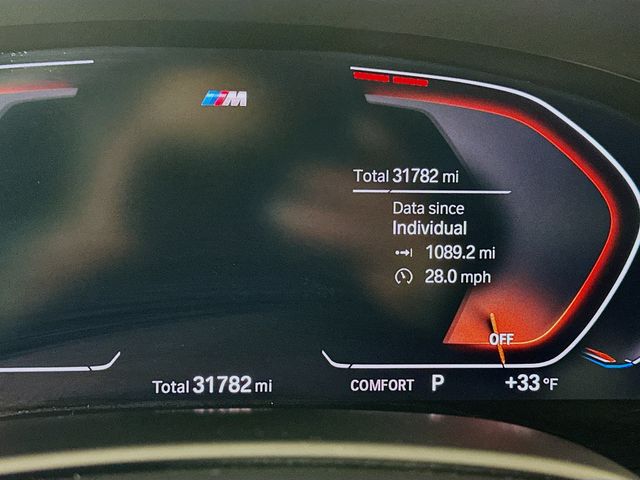 M
Total 31782 mi
Data since
Individual
1089.2 mi
28.0 mph
OFF
Total 31782 mi
COMFORT P +33 °F